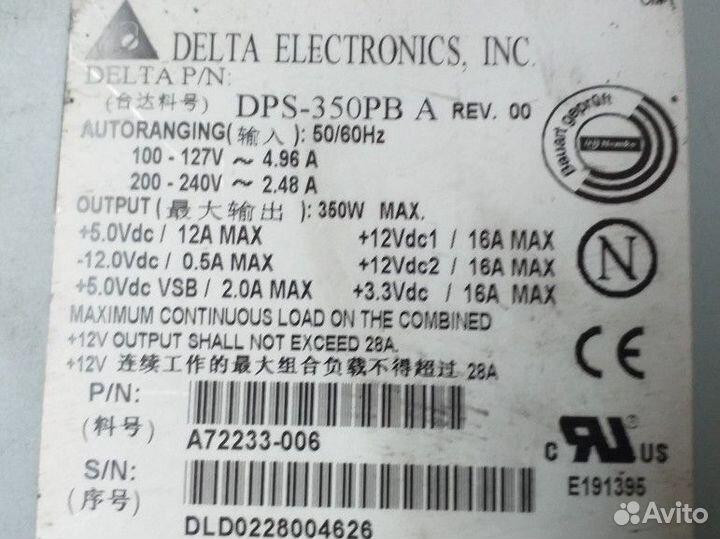 DELTA ELECTRONICS, INC.
DELTA P/N:
(台达料号) DPS-350PB A REV. 00
AUTORANGING(输入): 50/60Hz
100 - 127V ~ 4.96 A
200 - 240V ~ 2.48 A
OUTPUT (最大输出): 350W MAX.
+5.0Vdc / 12A MAX +12Vdc1 / 16A MAX
-12.0Vdc / 0.5A MAX +12Vdc2 / 16A MAX
+5.0Vdc VSB / 2.0A MAX +3.3Vdc / 16A MAX
MAXIMUM CONTINUOUS LOAD ON THE COMBINED
+12V OUTPUT SHALL NOT EXCEED 28A.
+12V 连续工作的最大组合负载不得超过 28A
P/N:
(料号) A72233-006
S/N:
(序号) DLD0228004626
Bauart geprüft
N
CE
C RU US
E191395
Avito